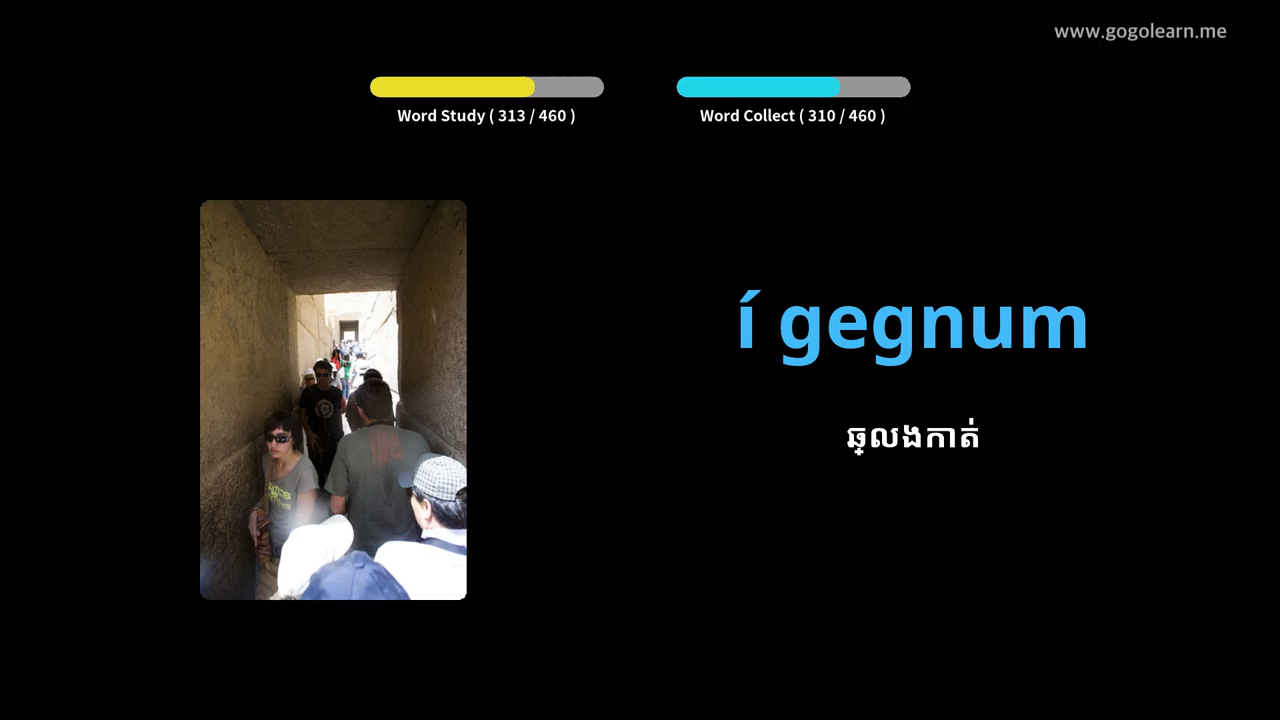 www.gogolearn.me
Word Study ( 313 / 460 )
Word Collect ( 310 / 460 )
í gegnum
ឆ្លងកាត់